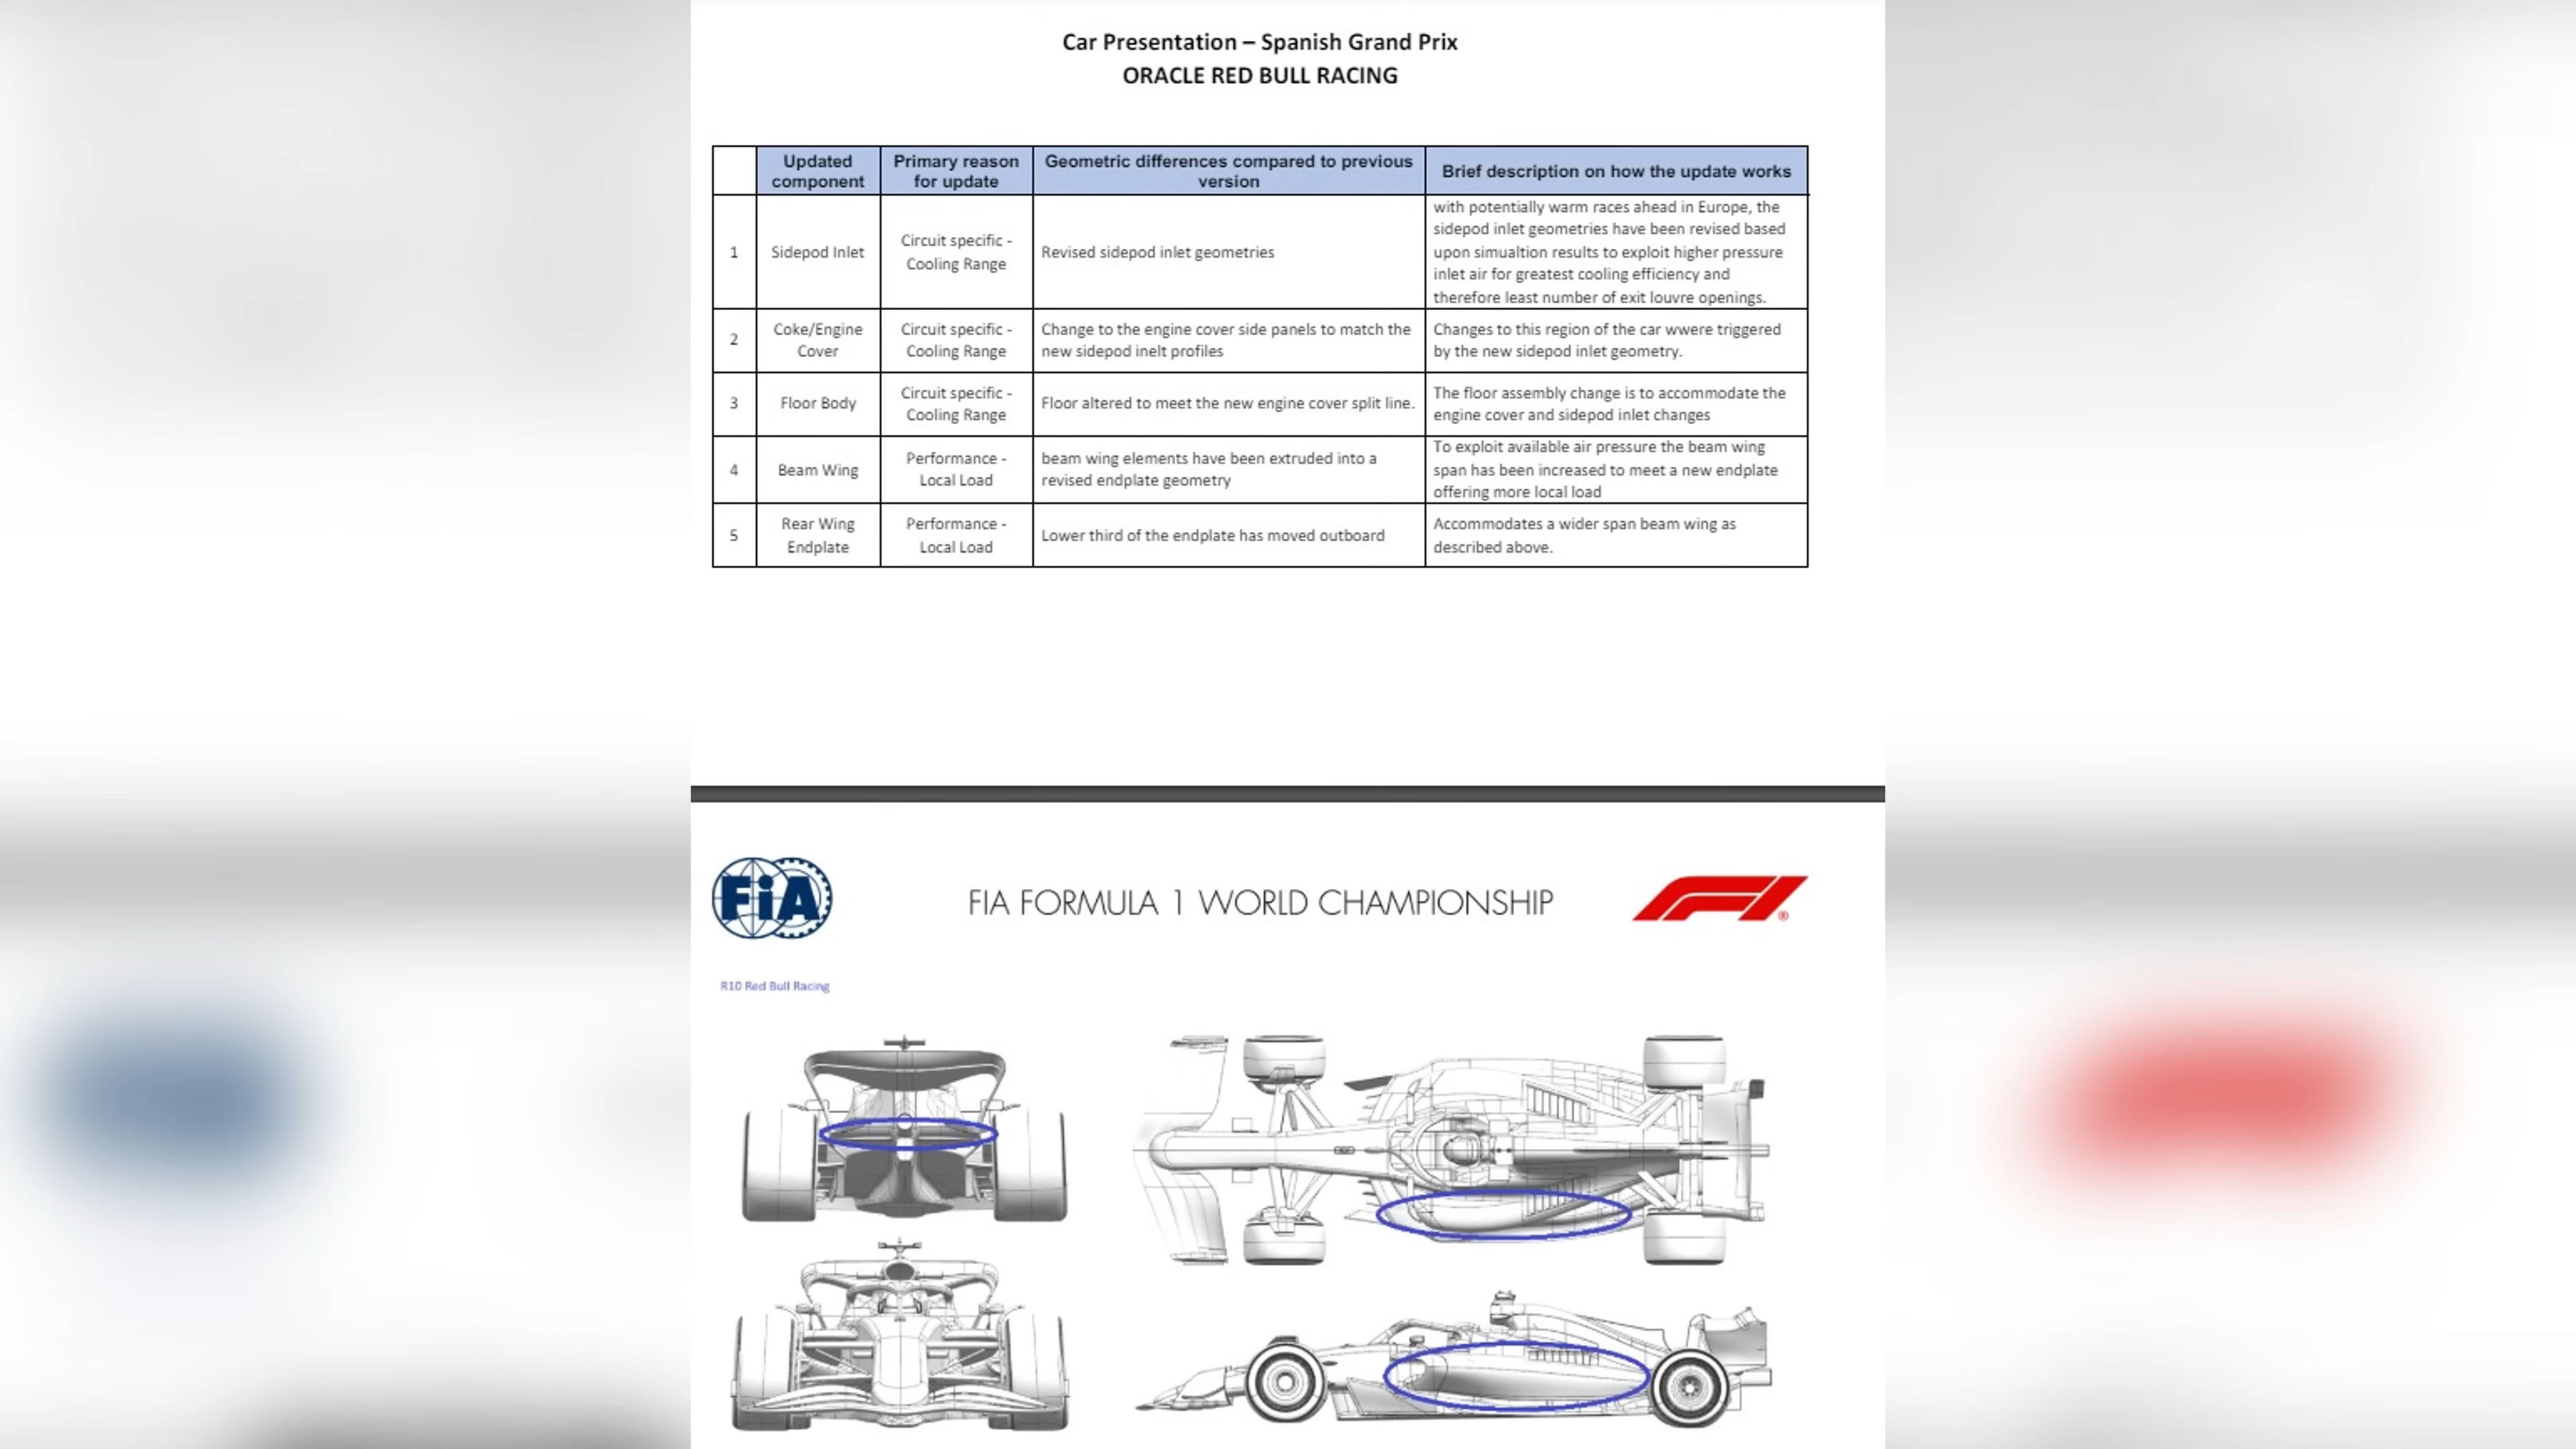 Car Presentation – Spanish Grand Prix
ORACLE RED BULL RACING
Updated
component
Primary reason
for update
Geometric differences compared to previous
version
Brief description on how the update works
1
Sidepod Inlet
Circuit specific -
Cooling Range
Revised sidepod inlet geometries
with potentially warm races ahead in Europe, the
sidepod inlet geometries have been revised based
upon simualtion results to exploit higher pressure
inlet air for greatest cooling efficiency and
therefore least number of exit louvre openings.
2
Coke/Engine
Cover
Circuit specific -
Cooling Range
Change to the engine cover side panels to match the
new sidepod inelt profiles
Changes to this region of the car wwere triggered
by the new sidepod inlet geometry.
3
Floor Body
Circuit specific -
Cooling Range
Floor altered to meet the new engine cover split line.
The floor assembly change is to accommodate the
engine cover and sidepod inlet changes
4
Beam Wing
Performance -
Local Load
beam wing elements have been extruded into a
revised endplate geometry
To exploit available air pressure the beam wing
span has been increased to meet a new endplate
offering more local load
5
Rear Wing
Endplate
Performance -
Local Load
Lower third of the endplate has moved outboard
Accommodates a wider span beam wing as
described above.
FiA
FIA FORMULA 1 WORLD CHAMPIONSHIP
F1®
R10 Red Bull Racing